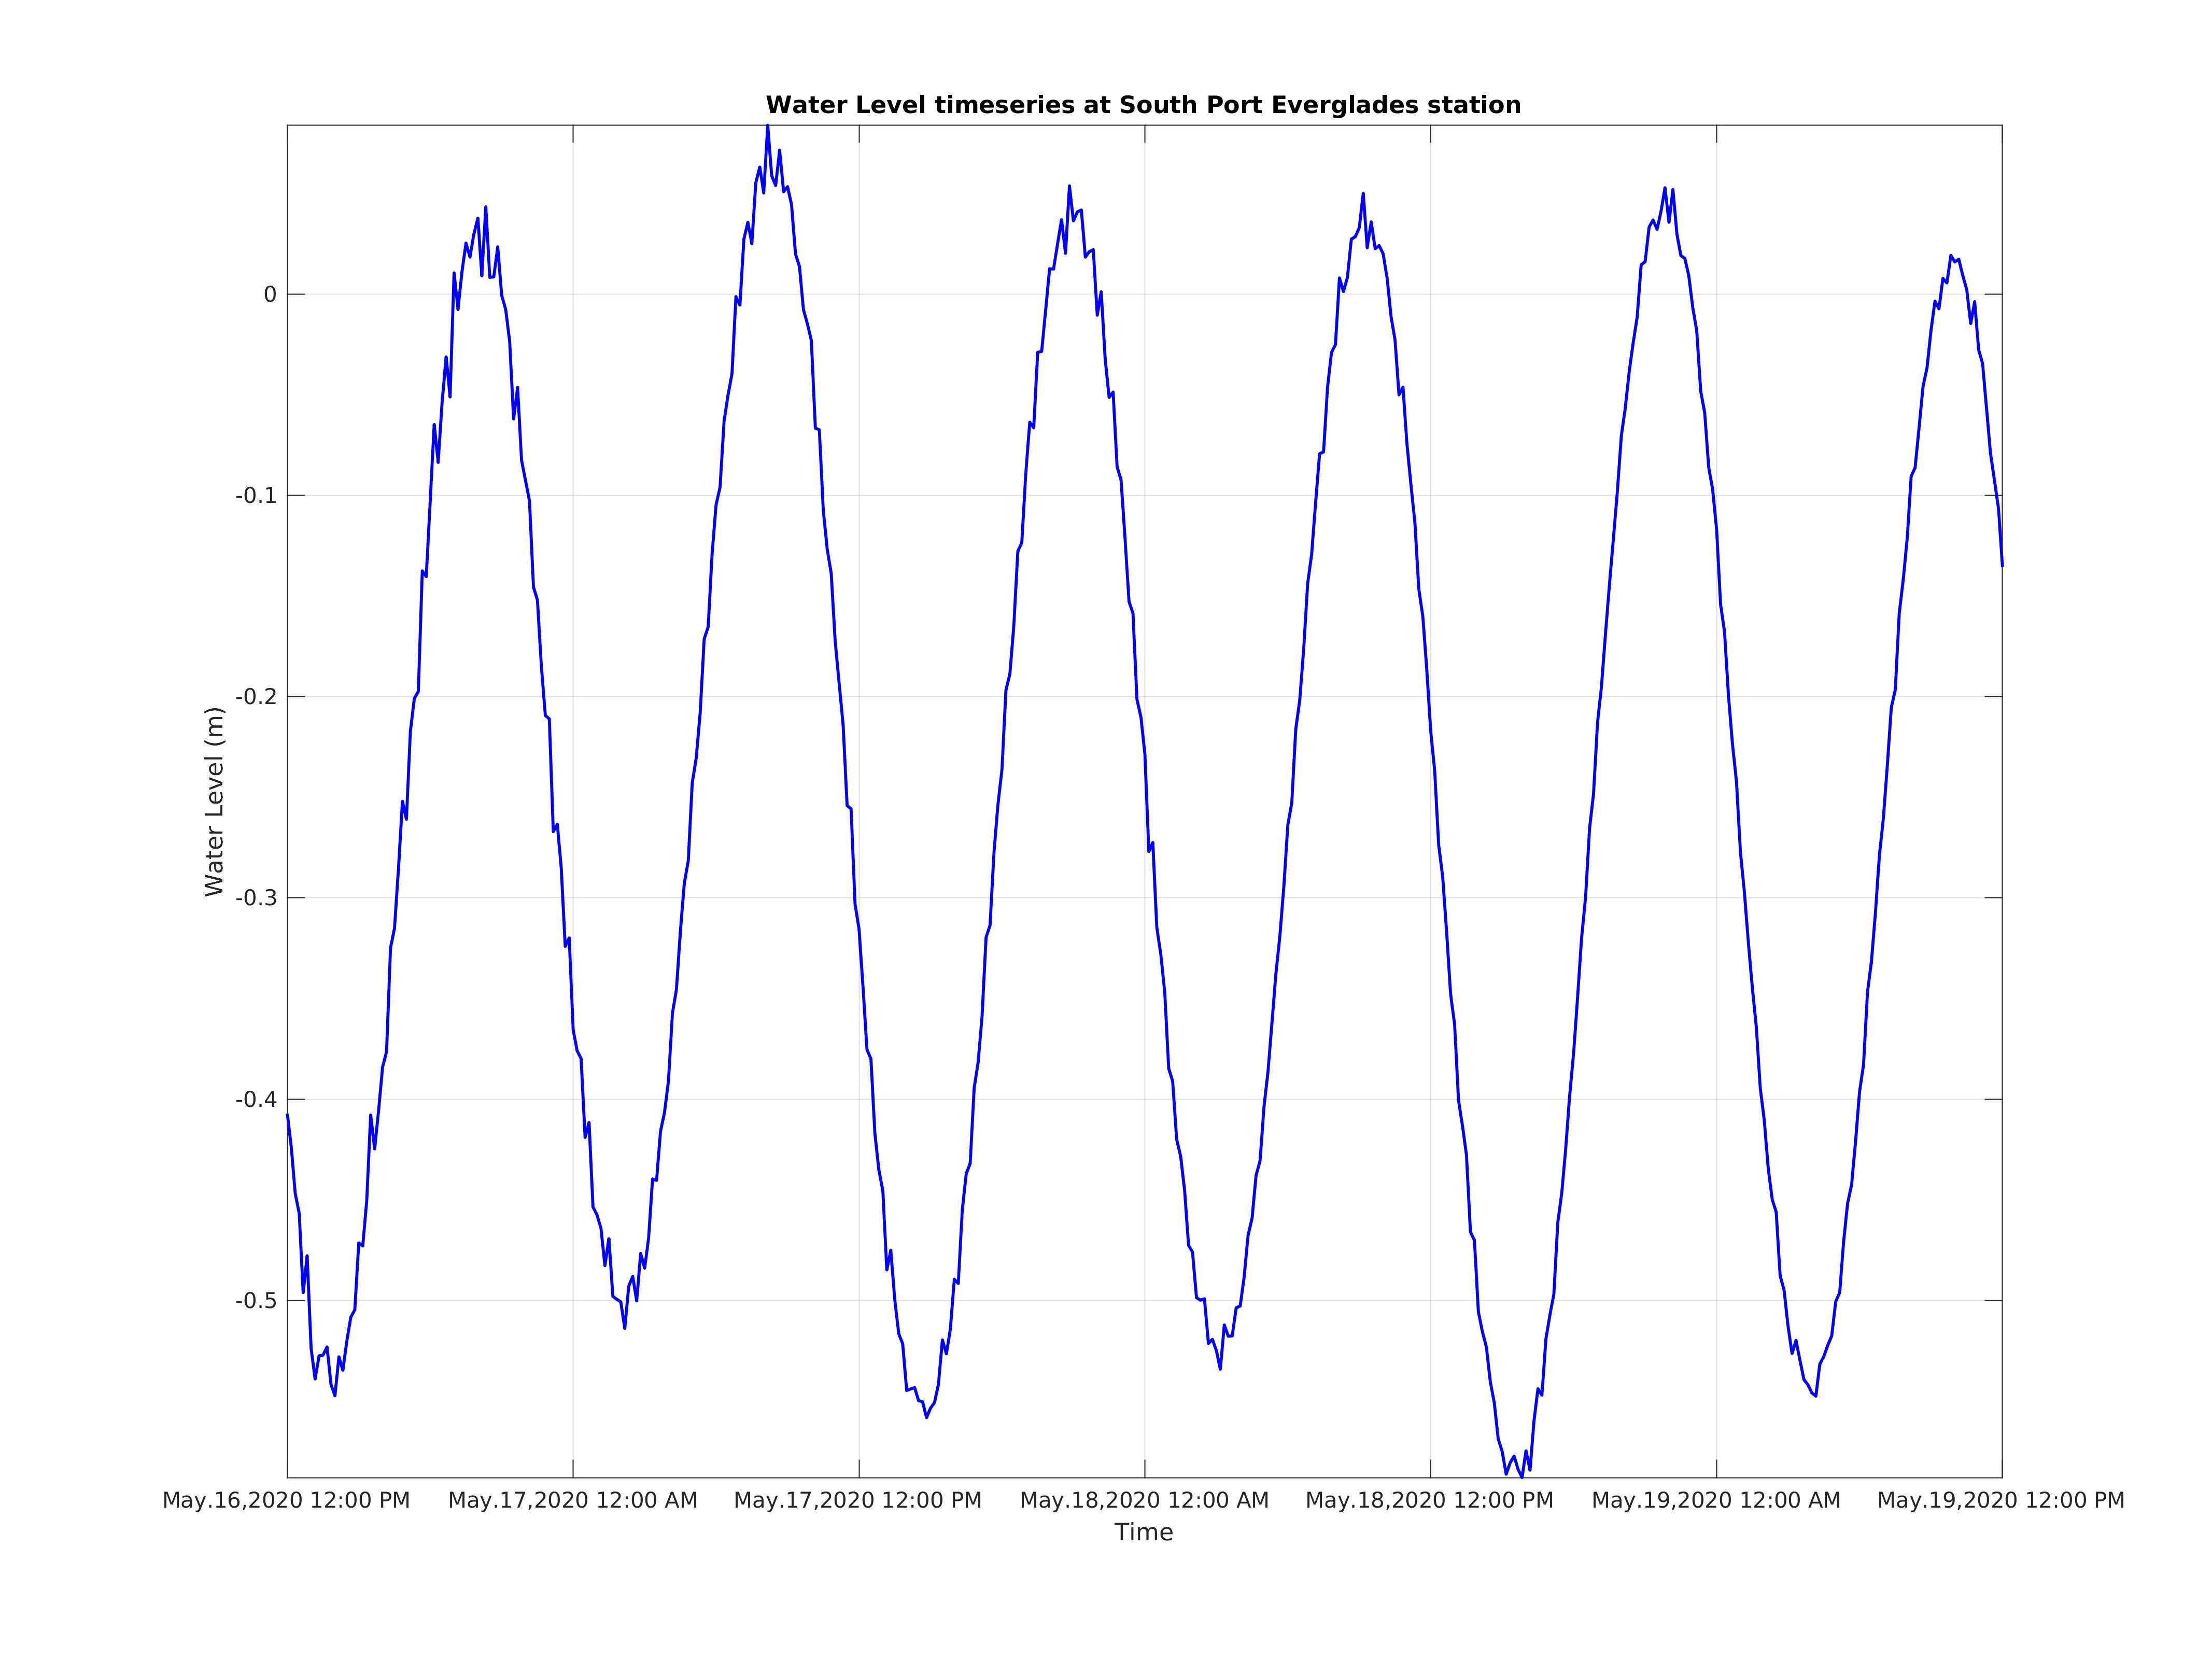 Water Level timeseries at South Port Everglades station
0
-0.1
-0.2
-0.3
-0.4
-0.5
Water Level (m)
May.16,2020 12:00 PM May.17,2020 12:00 AM May.17,2020 12:00 PM May.18,2020 12:00 AM May.18,2020 12:00 PM May.19,2020 12:00 AM May.19,2020 12:00 PM
Time